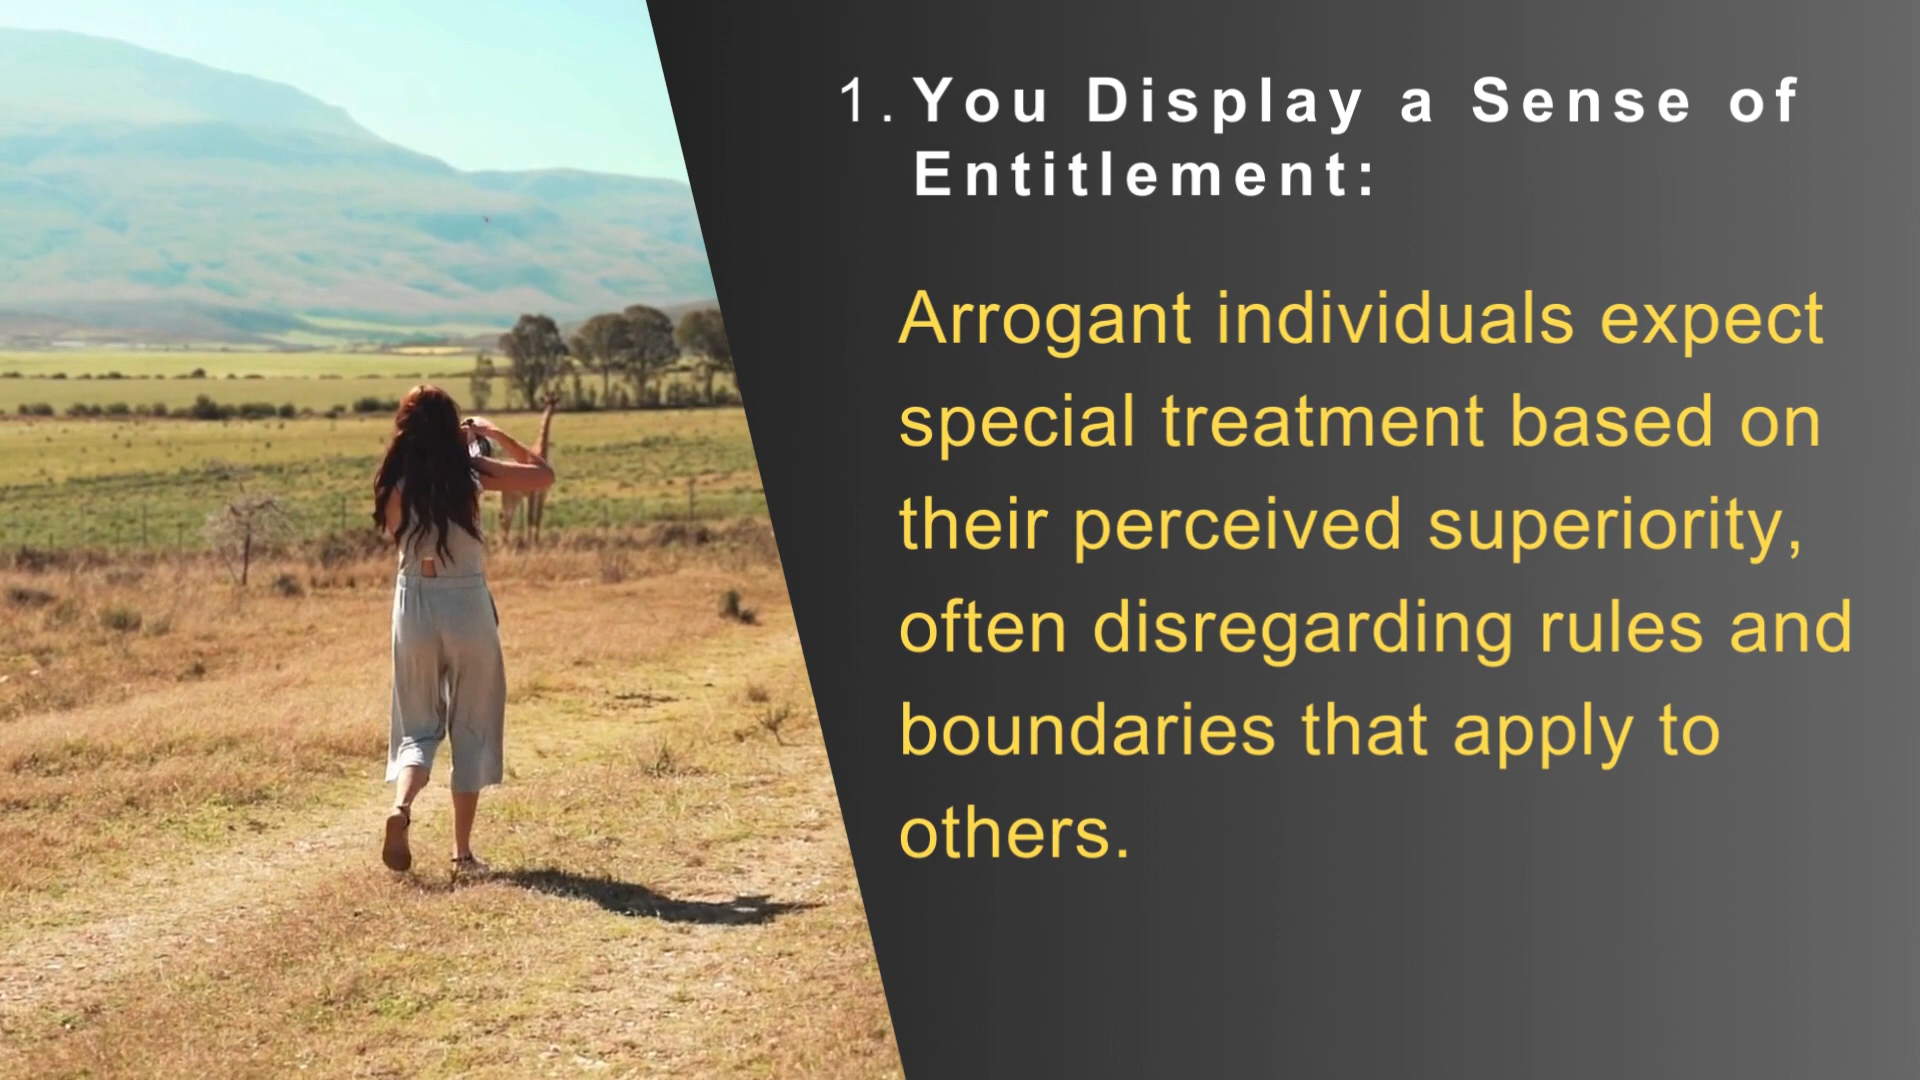 1. You Display a Sense of
Entitlement:
Arrogant individuals expect
special treatment based on
their perceived superiority,
often disregarding rules and
boundaries that apply to
others.